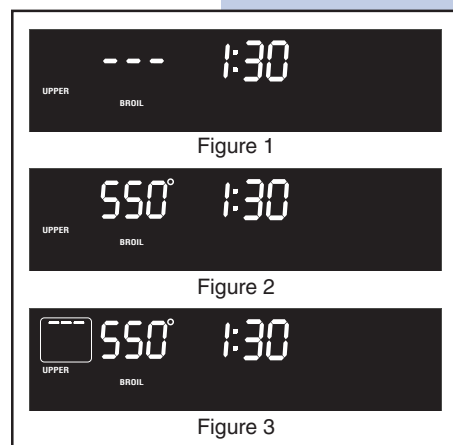 --- 1:30
UPPER
BROIL
Figure 1
550° 1:30
UPPER
BROIL
Figure 2
--- 550° 1:30
UPPER
BROIL
Figure 3